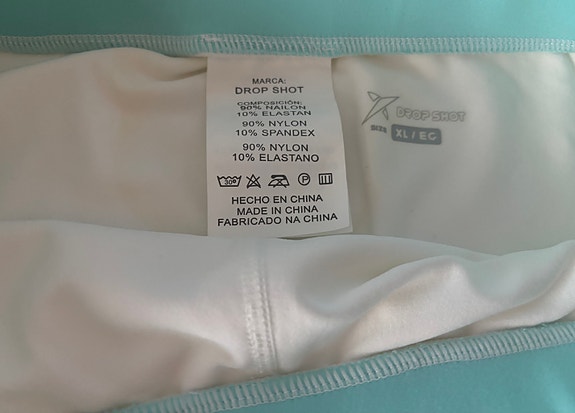 MARCA:
DROP SHOT
COMPOSICIÓN:
90% NAILON
10% ELASTAN
90% NYLON
10% SPANDEX
90% NYLON
10% ELASTANO
30º P
HECHO EN CHINA
MADE IN CHINA
FABRICADO NA CHINA
DROP SHOT
SIZE XL / EG